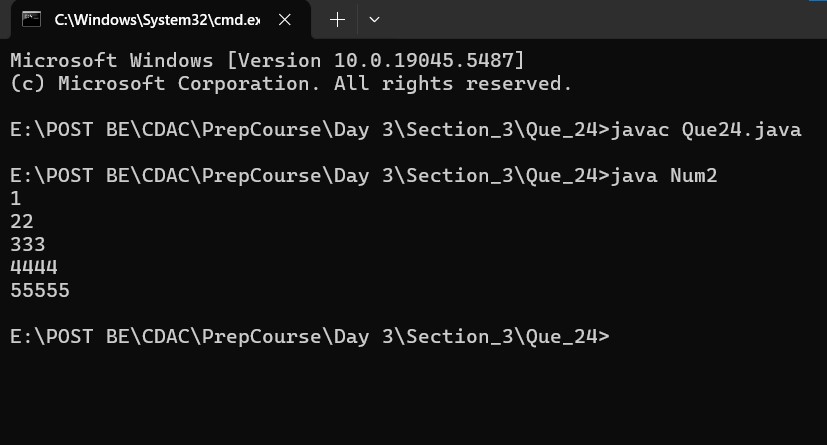 C:\Windows\System32\cmd.ex
Microsoft Windows [Version 10.0.19045.5487]
(c) Microsoft Corporation. All rights reserved.
E:\POST BE\CDAC\PrepCourse\Day 3\Section_3\Que_24>javac Que24.java
E:\POST BE\CDAC\PrepCourse\Day 3\Section_3\Que_24>java Num2
1
22
333
4444
55555
E:\POST BE\CDAC\PrepCourse\Day 3\Section_3\Que_24>